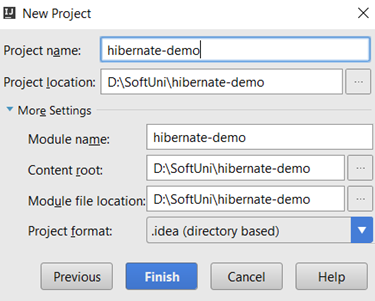 New Project
Project name: hibernate-demo
Project location: D:\SoftUni\hibernate-demo ...
More Settings
Module name: hibernate-demo
Content root: D:\SoftUni\hibernate-demo ...
Module file location: D:\SoftUni\hibernate-demo ...
Project format: .idea (directory based)
Previous Finish Cancel Help